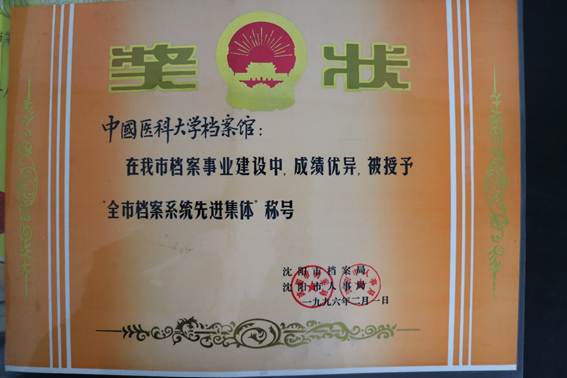 奖状
中國医科大学档案馆：
在我市档案事业建设中，成绩优异，被授予
"全市档案系统先进集体"称号
沈阳市档案局
沈阳市人事局
一九九六年二月一日